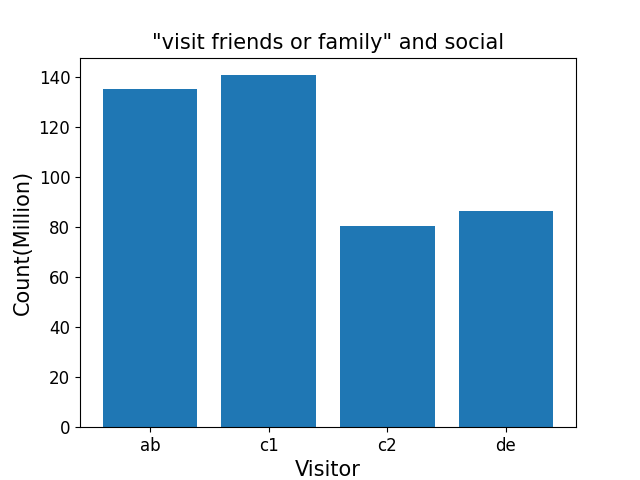 "visit friends or family" and social
Count(Million)
140
120
100
80
60
40
20
0
ab c1 c2 de
Visitor